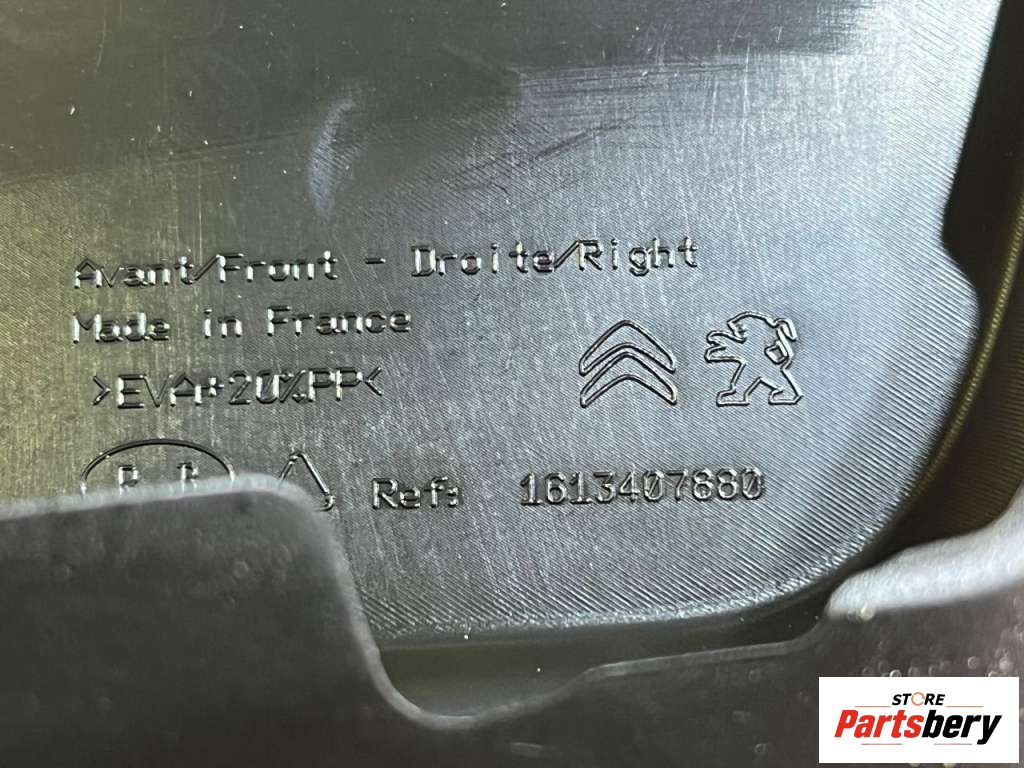 Avant/Front - Droite/Right
Made in France
>EVA+20%PP<
Ref: 1613407880
STORE
Partsbery